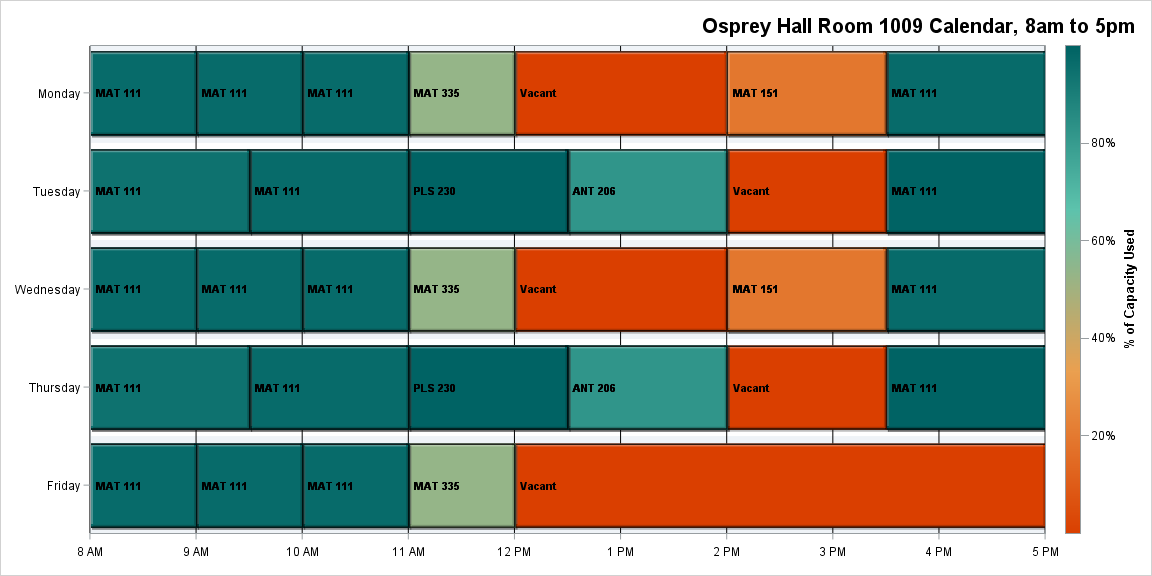 Osprey Hall Room 1009 Calendar, 8am to 5pm
Monday
MAT 111
MAT 111
MAT 111
MAT 335
Vacant
MAT 151
MAT 111
Tuesday
MAT 111
MAT 111
PLS 230
ANT 206
Vacant
MAT 111
Wednesday
MAT 111
MAT 111
MAT 111
MAT 335
Vacant
MAT 151
MAT 111
Thursday
MAT 111
MAT 111
PLS 230
ANT 206
Vacant
MAT 111
Friday
MAT 111
MAT 111
MAT 111
MAT 335
Vacant
8 AM
9 AM
10 AM
11 AM
12 PM
1 PM
2 PM
3 PM
4 PM
5 PM
80%
60%
40%
20%
% of Capacity Used